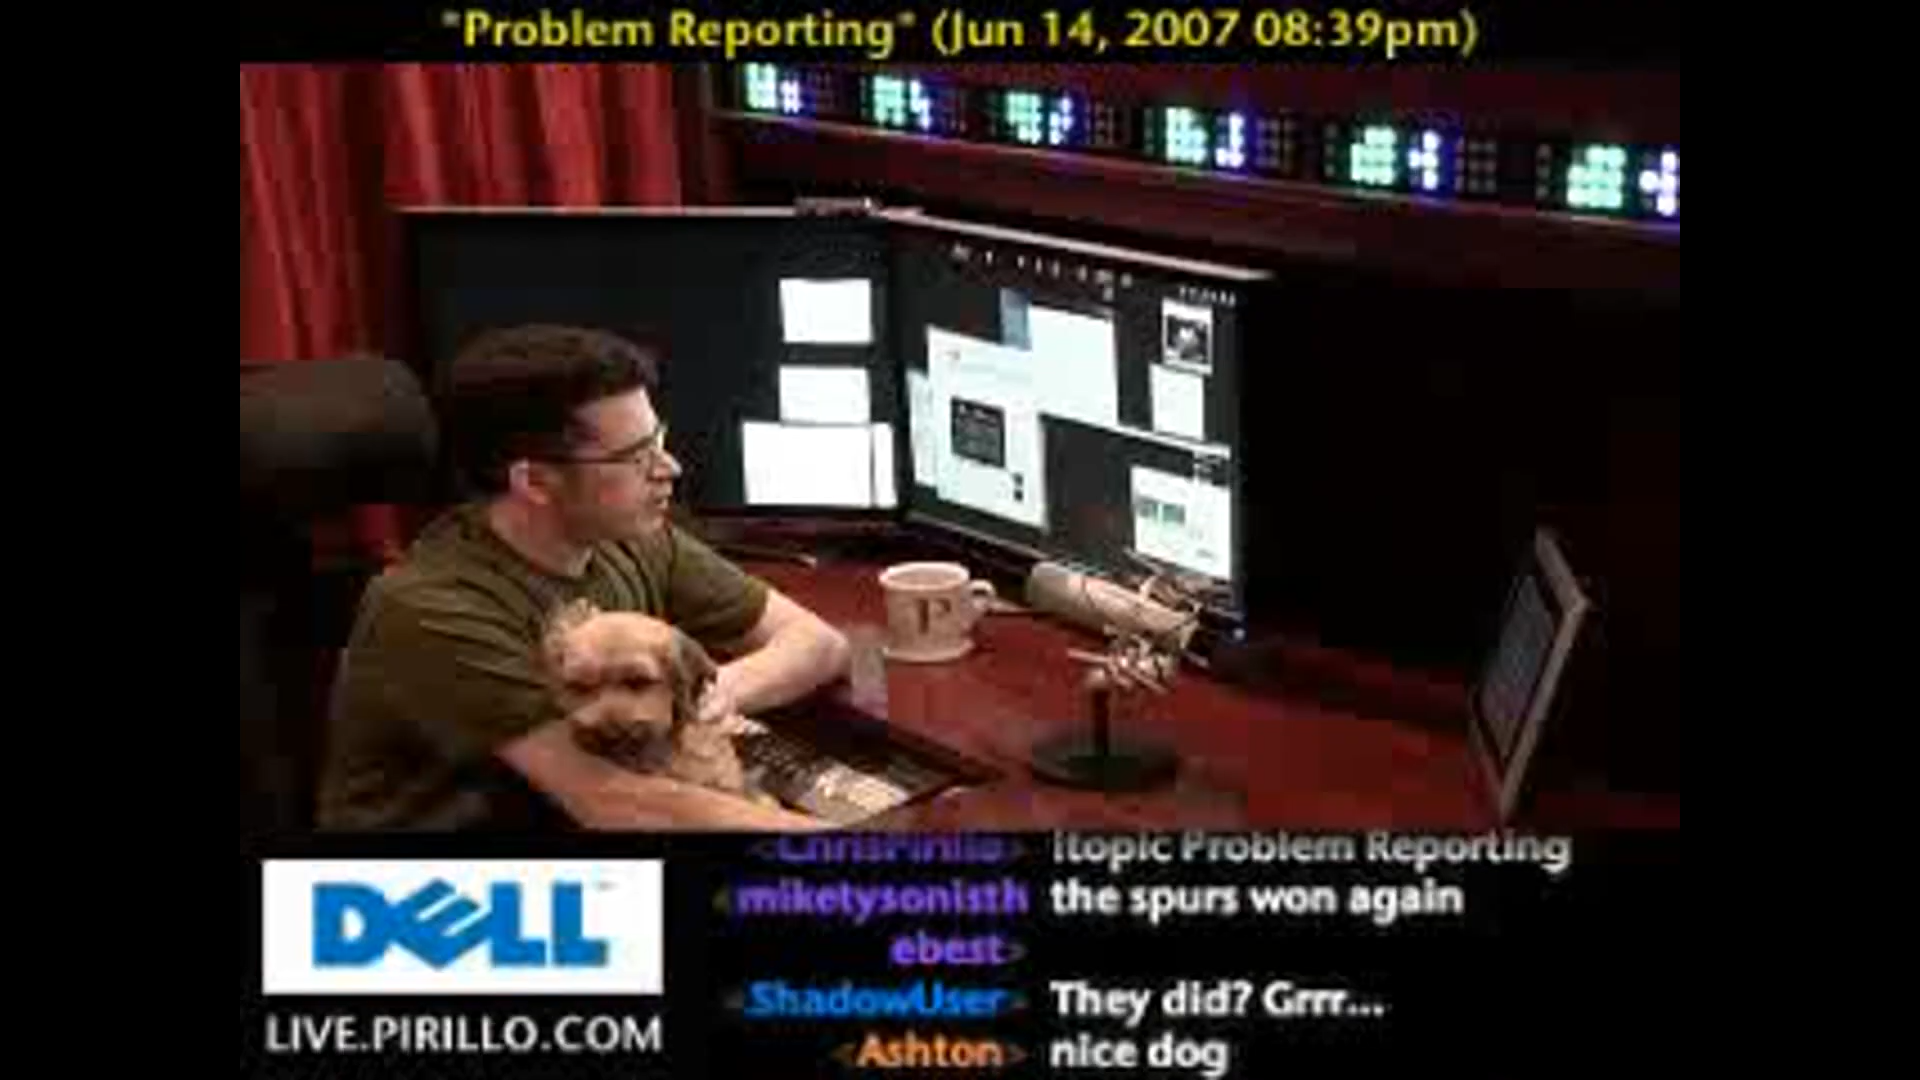 "Problem Reporting" (Jun 14, 2007 08:39pm)
P
<ChrisPirillo> !topic Problem Reporting
<miketysonisth the spurs won again
ebest>
<ShadowUser> They did? Grrr...
<Ashton> nice dog
DELL
LIVE.PIRILLO.COM